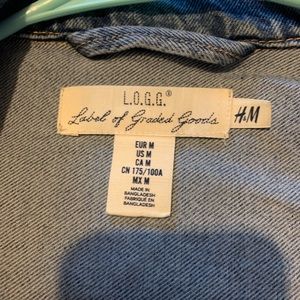 L.O.G.G.®
Label of Graded Goods
H&M
EUR M
US M
CA M
CN 175/100A
MX M
MADE IN
BANGLADESH
FABRIQUÉ EN
BANGLADESH